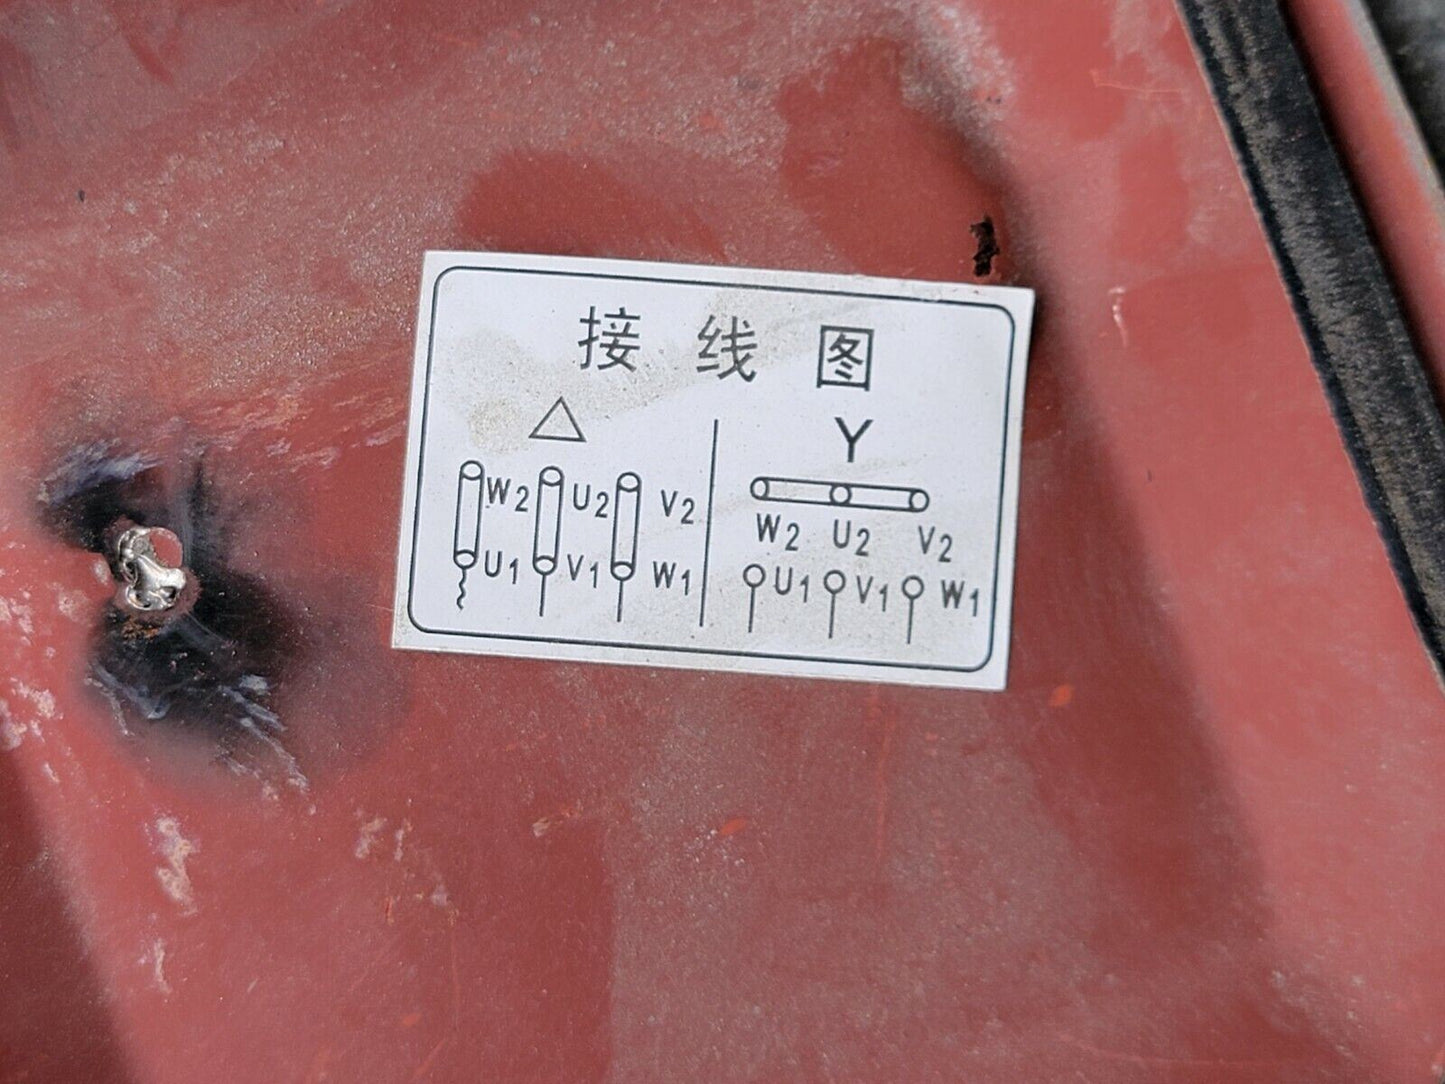 接线图
△ Y
W2 U2 V2
U1 V1 W1
W2 U2 V2
U1 V1 W1